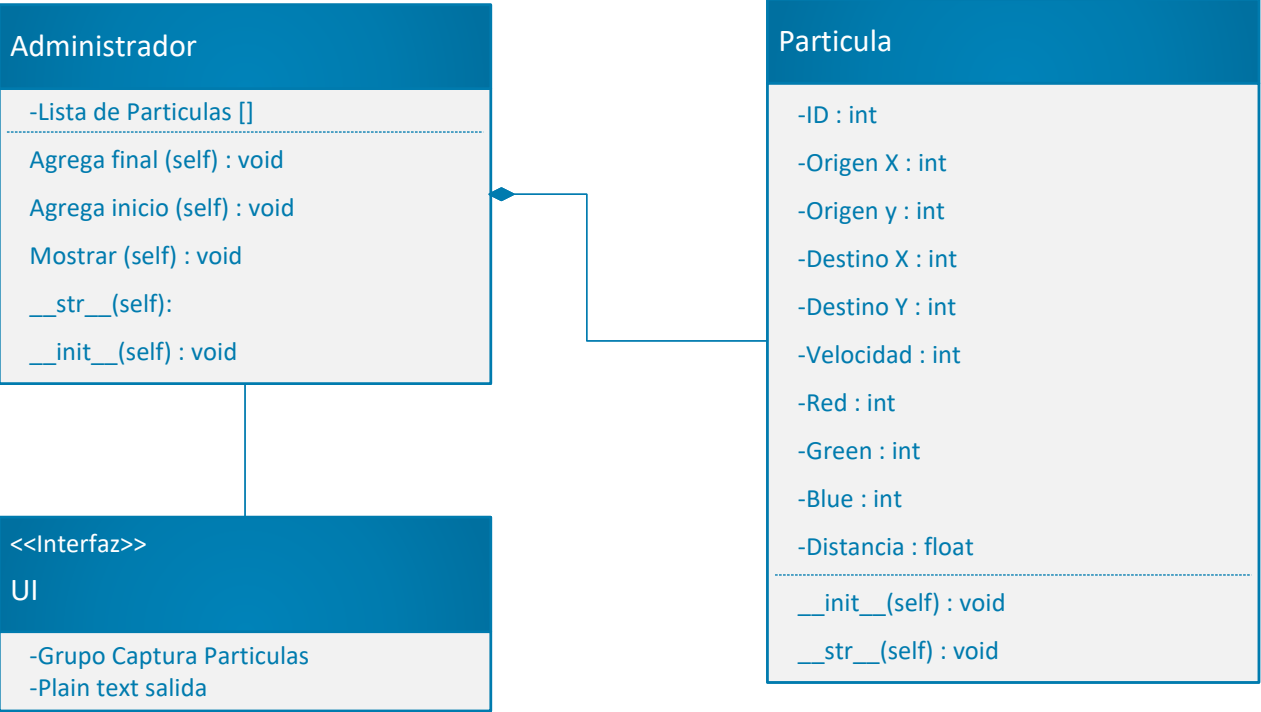 Administrador
-Lista de Particulas []
Agrega final (self) : void
Agrega inicio (self) : void
Mostrar (self) : void
__str__(self):
__init__(self) : void
Particula
-ID : int
-Origen X : int
-Origen y : int
-Destino X : int
-Destino Y : int
-Velocidad : int
-Red : int
-Green : int
-Blue : int
-Distancia : float
__init__(self) : void
__str__(self) : void
<<Interfaz>>
UI
-Grupo Captura Particulas
-Plain text salida